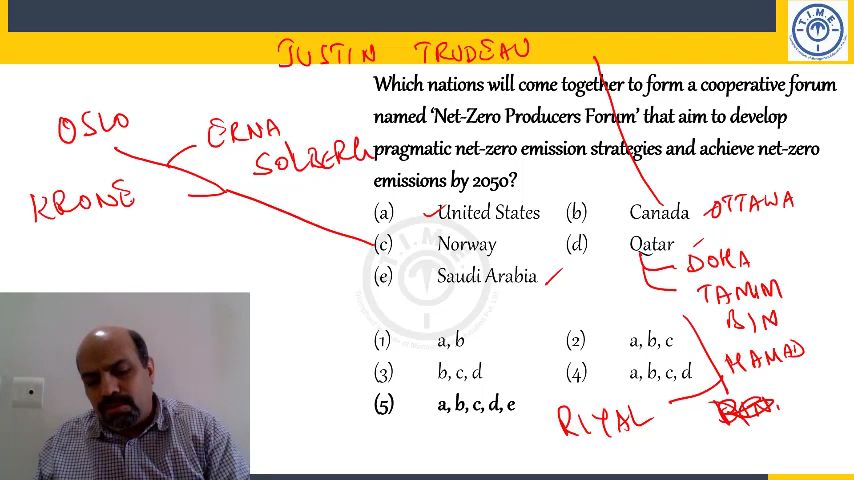 T.I.M.E.
JUSTIN TRUDEAU
Which nations will come together to form a cooperative forum
named ‘Net-Zero Producers Forum’ that aim to develop
pragmatic net-zero emission strategies and achieve net-zero
emissions by 2050?
OSLO
ERNA
SOLBERG
KRONE
(a) United States (b) Canada OTTAWA
(c) Norway (d) Qatar
DOHA
(e) Saudi Arabia
TAMIM
BIN
HAMAD
(1) a, b (2) a, b, c
(3) b, c, d (4) a, b, c, d
(5) a, b, c, d, e
RIYAL